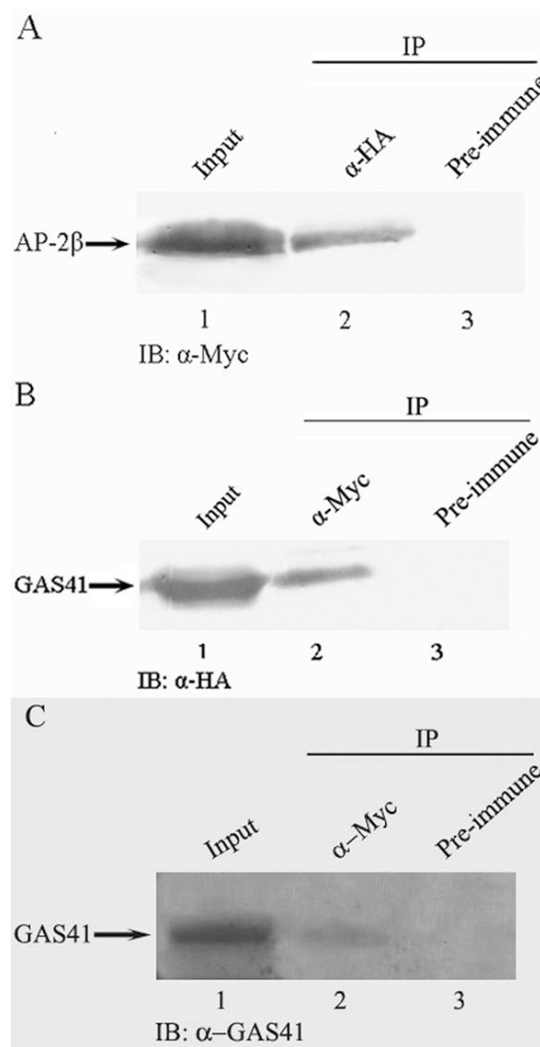 A
IP
Input
α-HA
Pre-immune
AP-2β
1 2 3
IB: α-Myc
B
IP
Input
α-Myc
Pre-immune
GAS41
1 2 3
IB: α-HA
C
IP
Input
α–Myc
Pre-immune
GAS41
1 2 3
IB: α–GAS41